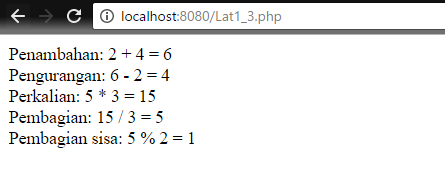 localhost:8080/Lat1_3.php
Penambahan: 2 + 4 = 6
Pengurangan: 6 - 2 = 4
Perkalian: 5 * 3 = 15
Pembagian: 15 / 3 = 5
Pembagian sisa: 5 % 2 = 1